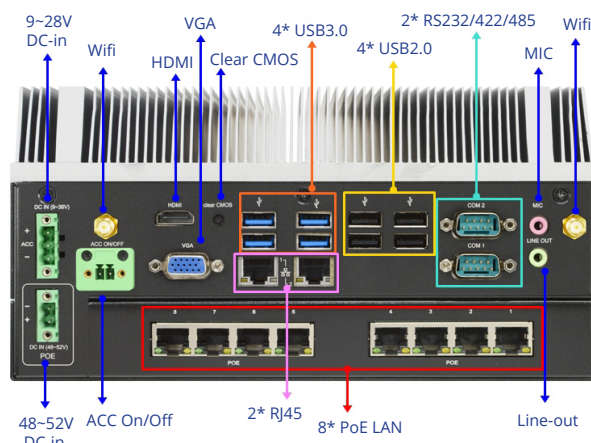 9~28V
DC-in
Wifi
VGA
HDMI
4* USB3.0
Clear CMOS
4* USB2.0
2* RS232/422/485
MIC
Wifi
DC IN (9~36V)
+
ACC
−
ACC ON/OFF
HDMI
clear CMOS
VGA
COM 2
COM 1
MIC
LINE OUT
−
+
DC IN (48~52V)
POE
8 7 6 5
4 3 2 1
POE
POE
48~52V
DC-in
ACC On/Off
2* RJ45
8* PoE LAN
Line-out